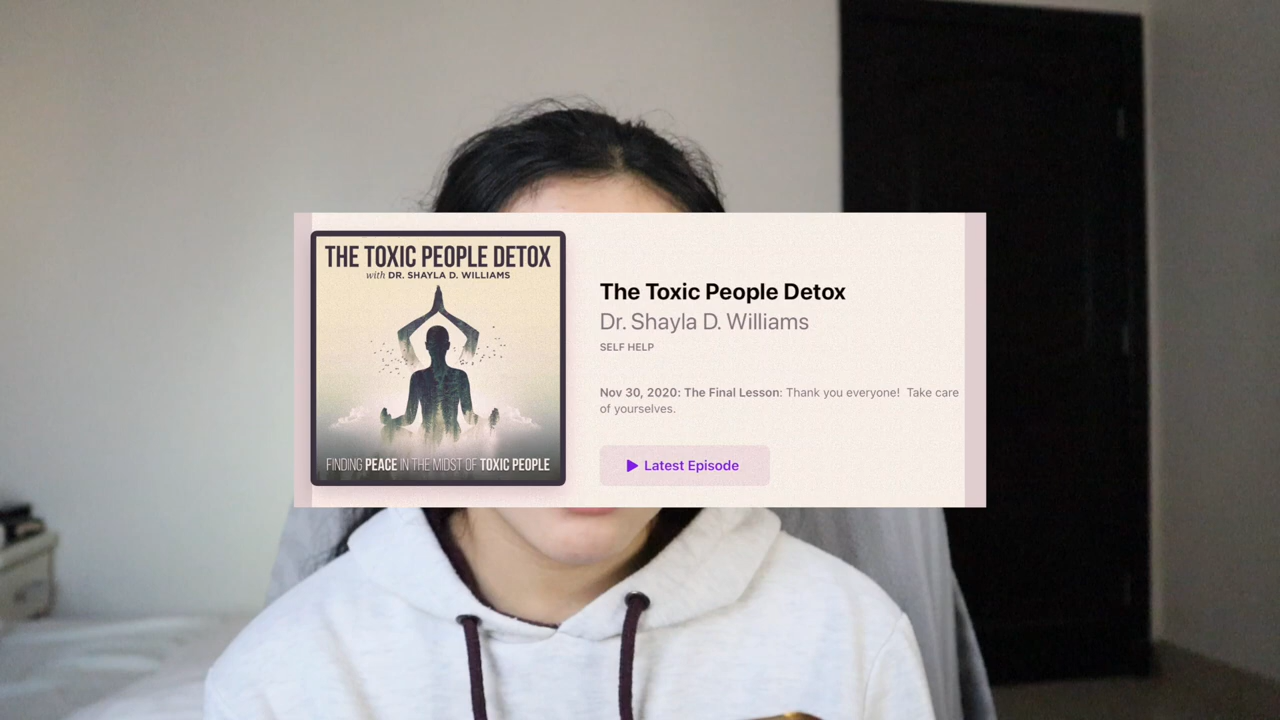 THE TOXIC PEOPLE DETOX
with DR. SHAYLA D. WILLIAMS
FINDING PEACE IN THE MIDST OF TOXIC PEOPLE
The Toxic People Detox
Dr. Shayla D. Williams
SELF HELP
Nov 30, 2020: The Final Lesson: Thank you everyone!  Take care
of yourselves.
Latest Episode